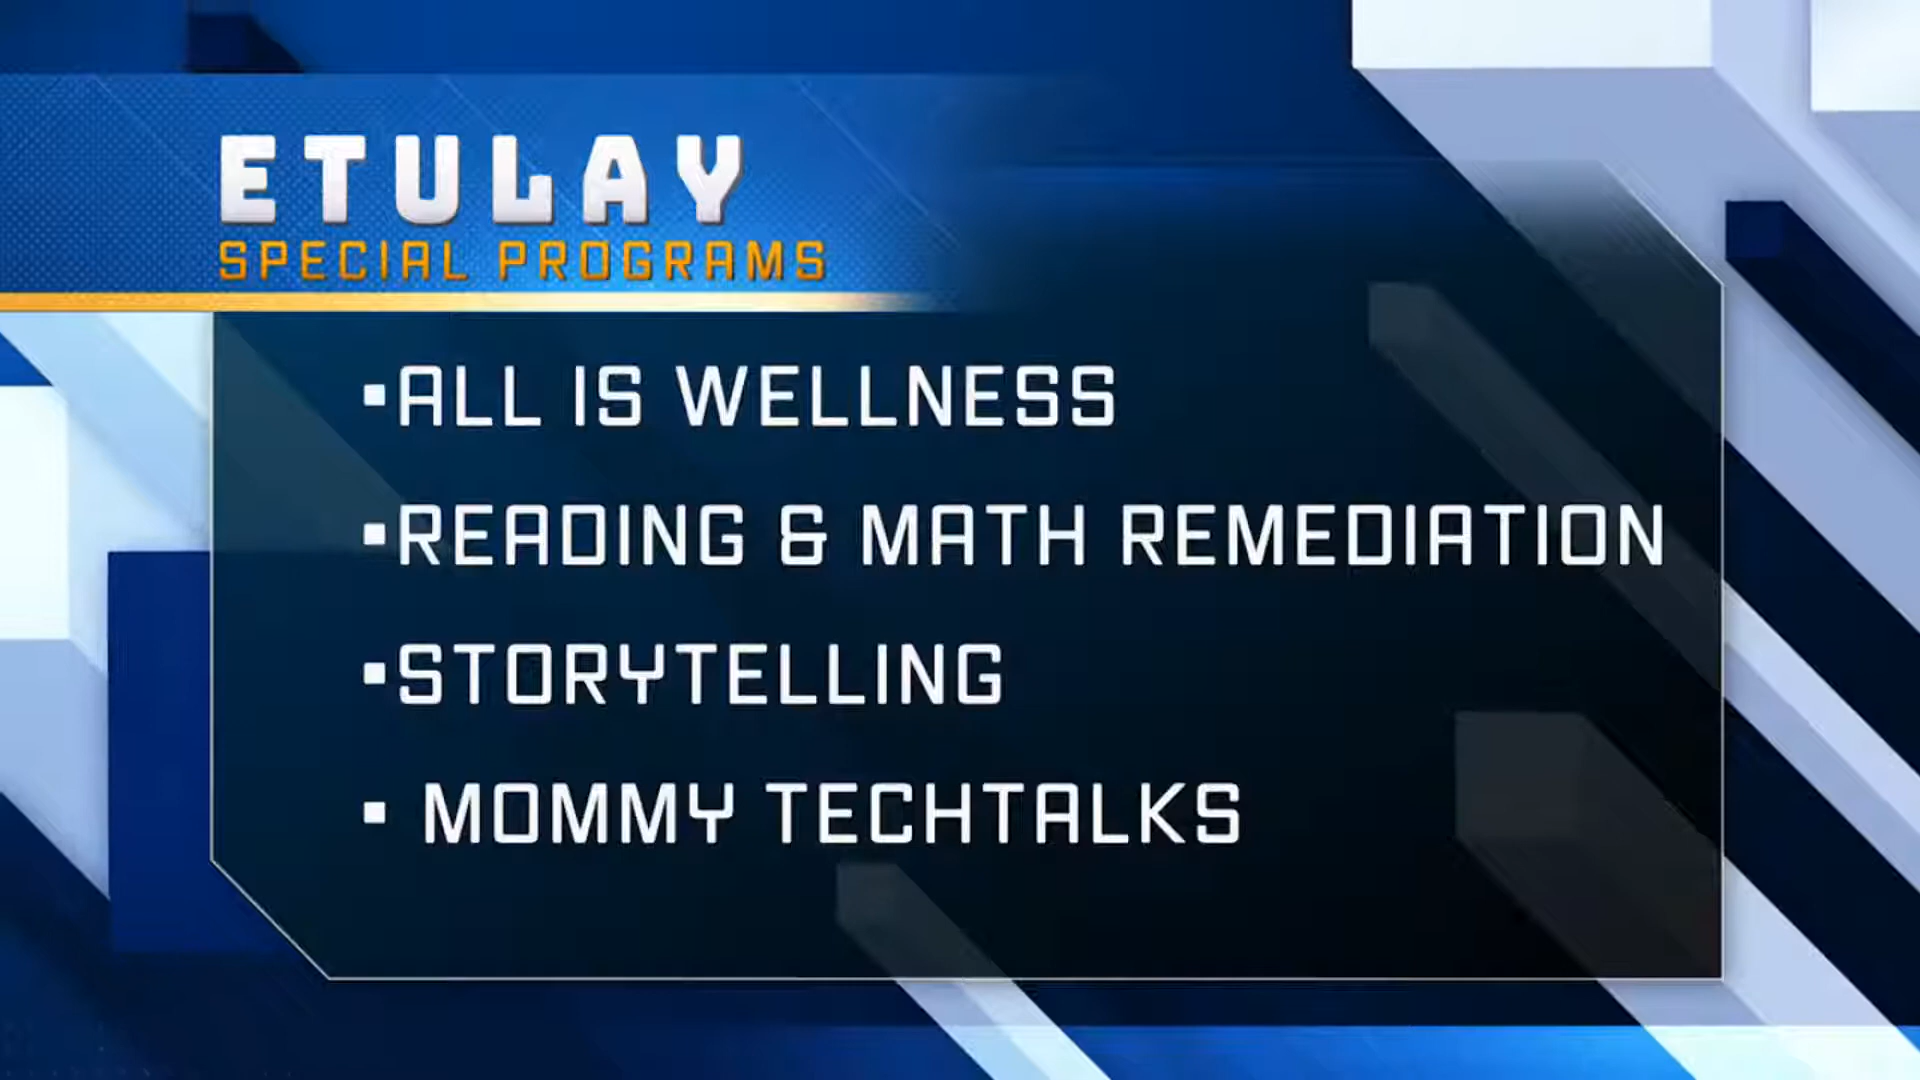 ETULAY
SPECIAL PROGRAMS
▪ALL IS WELLNESS
▪READING & MATH REMEDIATION
▪STORYTELLING
▪ MOMMY TECHTALKS